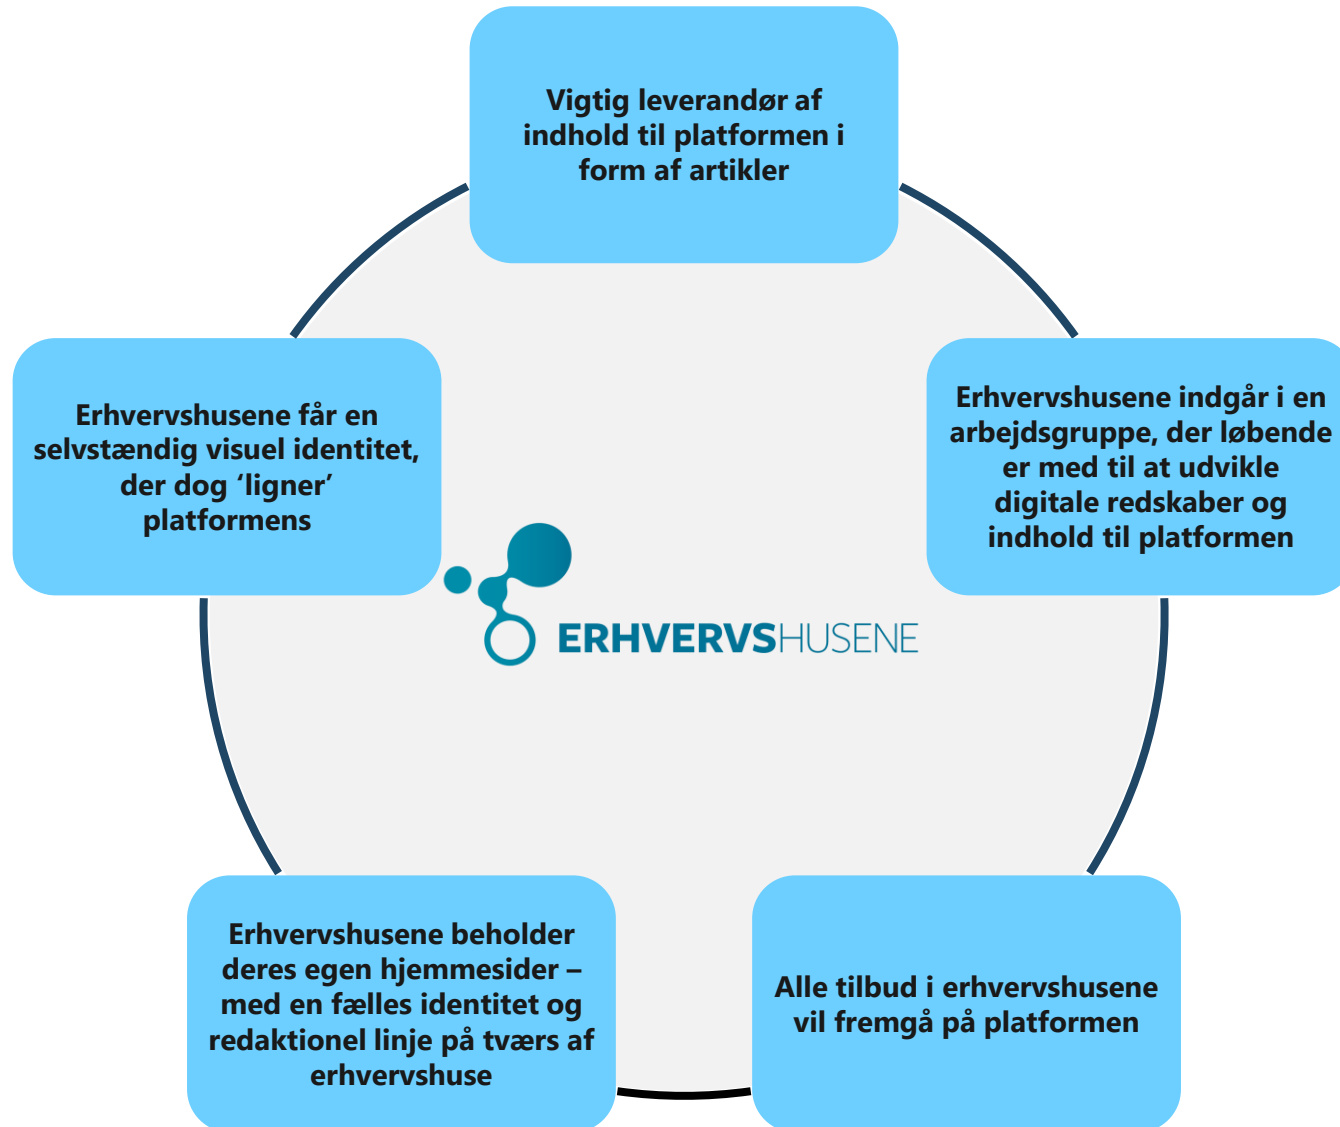 Vigtig leverandør af
indhold til platformen i
form af artikler
Erhvervshusene får en
selvstændig visuel identitet,
der dog ‘ligner’
platformens
Erhvervshusene indgår i en
arbejdsgruppe, der løbende
er med til at udvikle
digitale redskaber og
indhold til platformen
ERHVERVSHUSENE
Erhvervshusene beholder
deres egen hjemmesider –
med en fælles identitet og
redaktionel linje på tværs af
erhvervshuse
Alle tilbud i erhvervshusene
vil fremgå på platformen